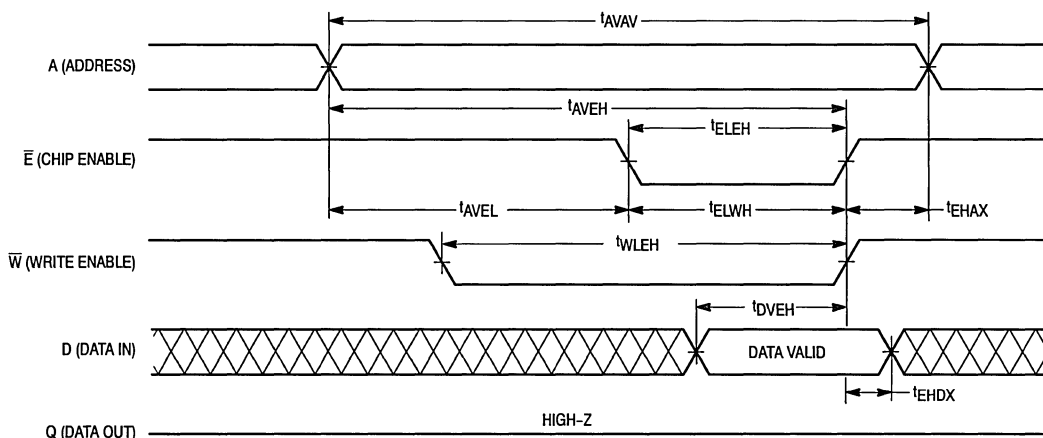 tAVAV
A (ADDRESS)
tAVEH
tELEH
E̅ (CHIP ENABLE)
tAVEL
tELWH
tEHAX
tWLEH
W̅ (WRITE ENABLE)
tDVEH
D (DATA IN)
DATA VALID
tEHDX
HIGH–Z
Q (DATA OUT)